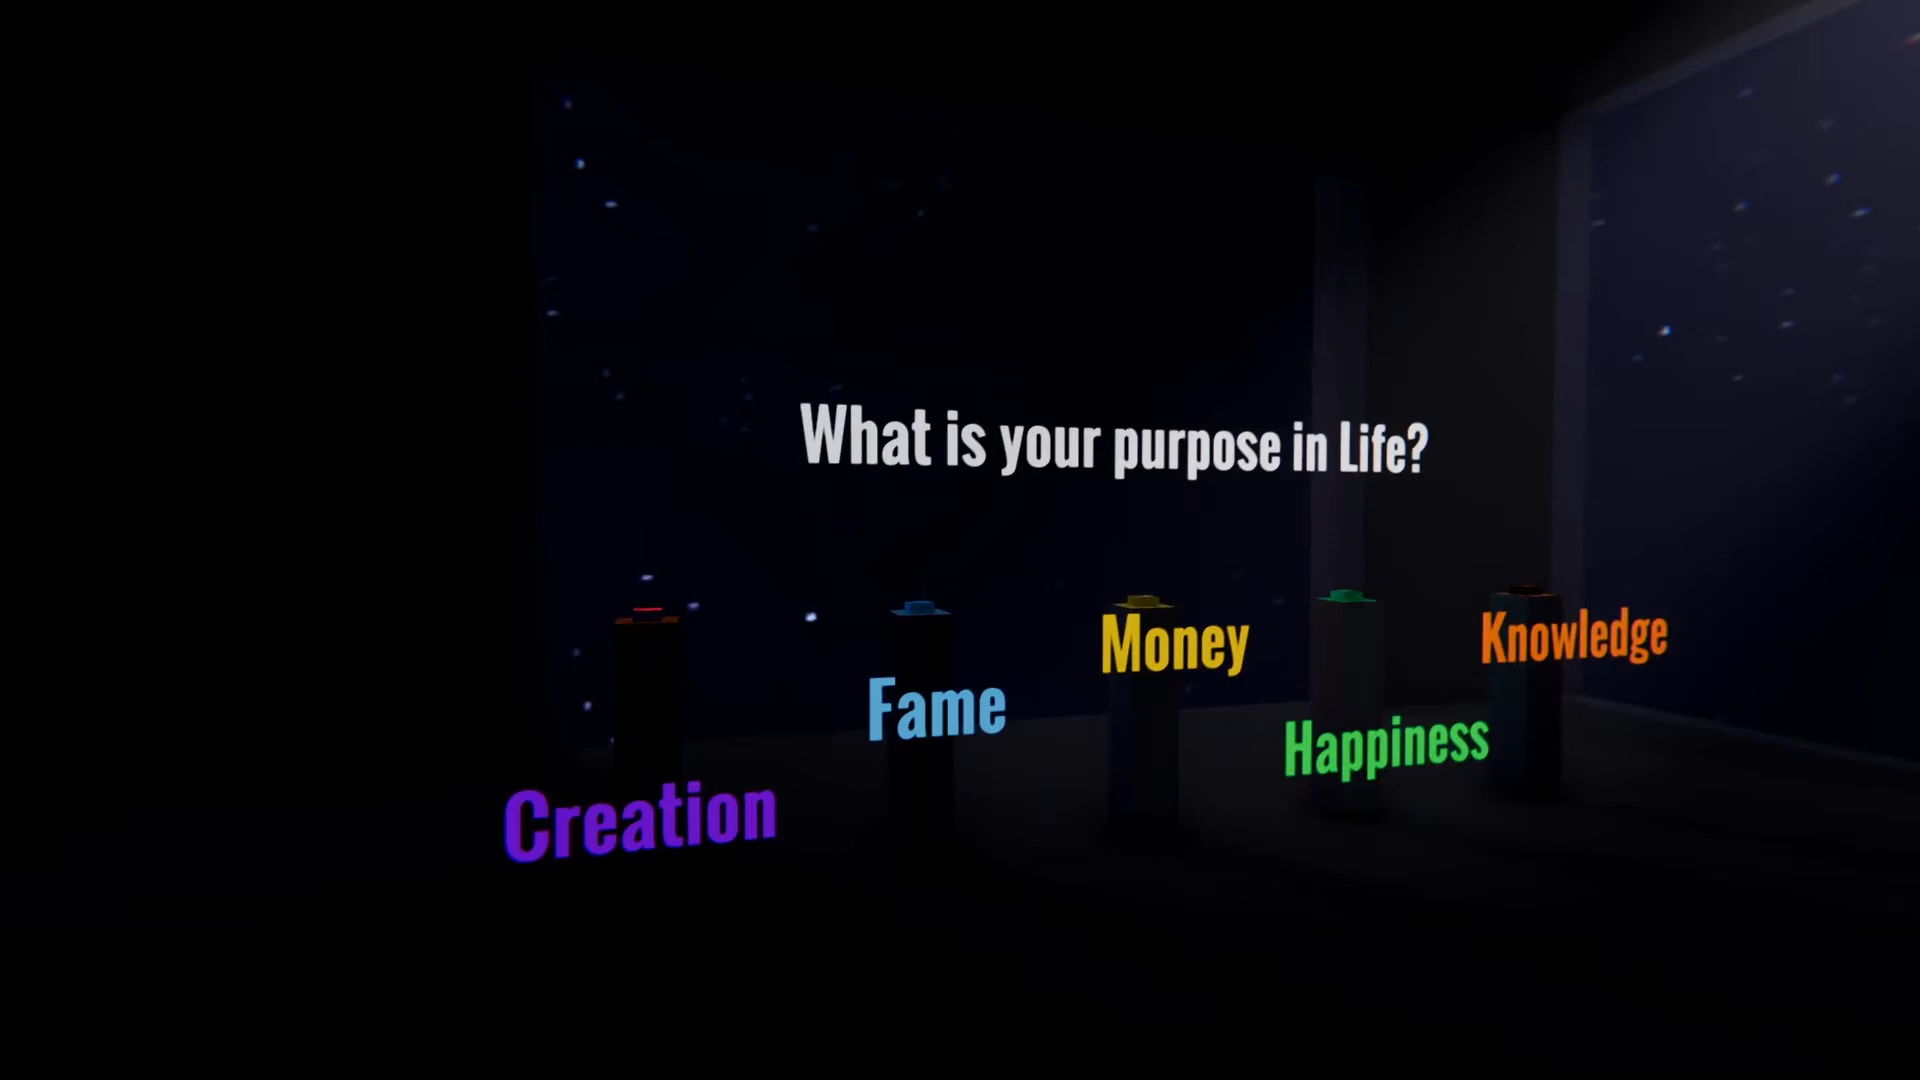 What is your purpose in Life?
Creation
Fame
Money
Happiness
Knowledge